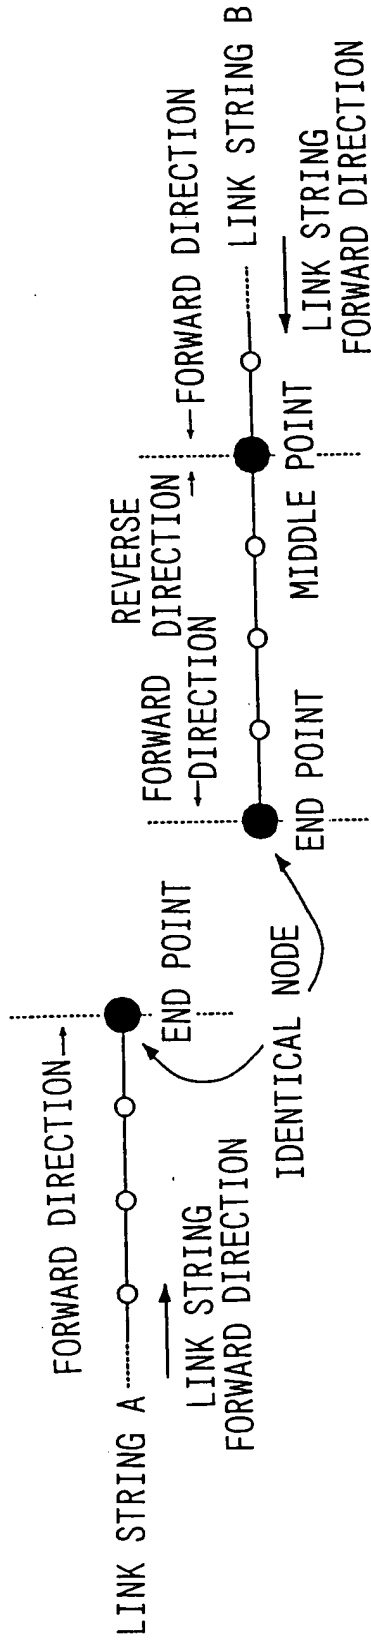 LINK STRING A
FORWARD DIRECTION→
LINK STRING
FORWARD DIRECTION
END POINT
IDENTICAL NODE
END POINT
FORWARD
←DIRECTION
REVERSE
DIRECTION→
MIDDLE POINT
←FORWARD DIRECTION
LINK STRING B
LINK STRING
FORWARD DIRECTION